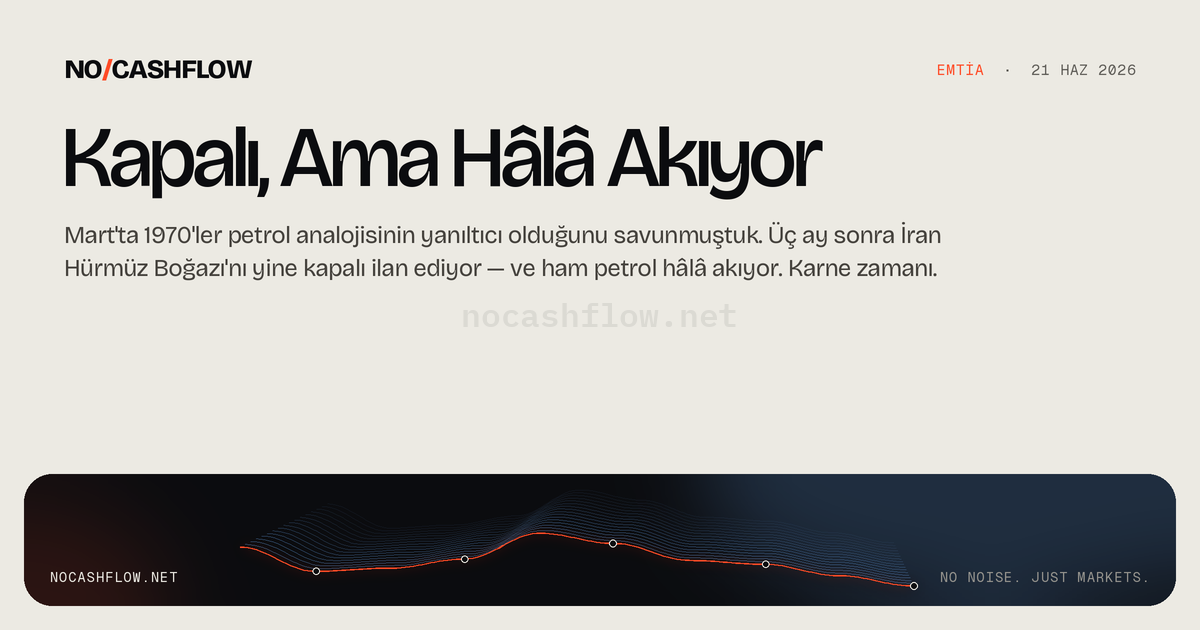 NO/CASHFLOW
EMTİA · 21 HAZ 2026
Kapalı, Ama Hâlâ Akıyor
Mart'ta 1970'ler petrol analojisinin yanıltıcı olduğunu savunmuştuk. Üç ay sonra İran
Hürmüz Boğazı'nı yine kapalı ilan ediyor — ve ham petrol hâlâ akıyor. Karne zamanı.
nocashflow.net
NOCASHFLOW.NET
NO NOISE. JUST MARKETS.